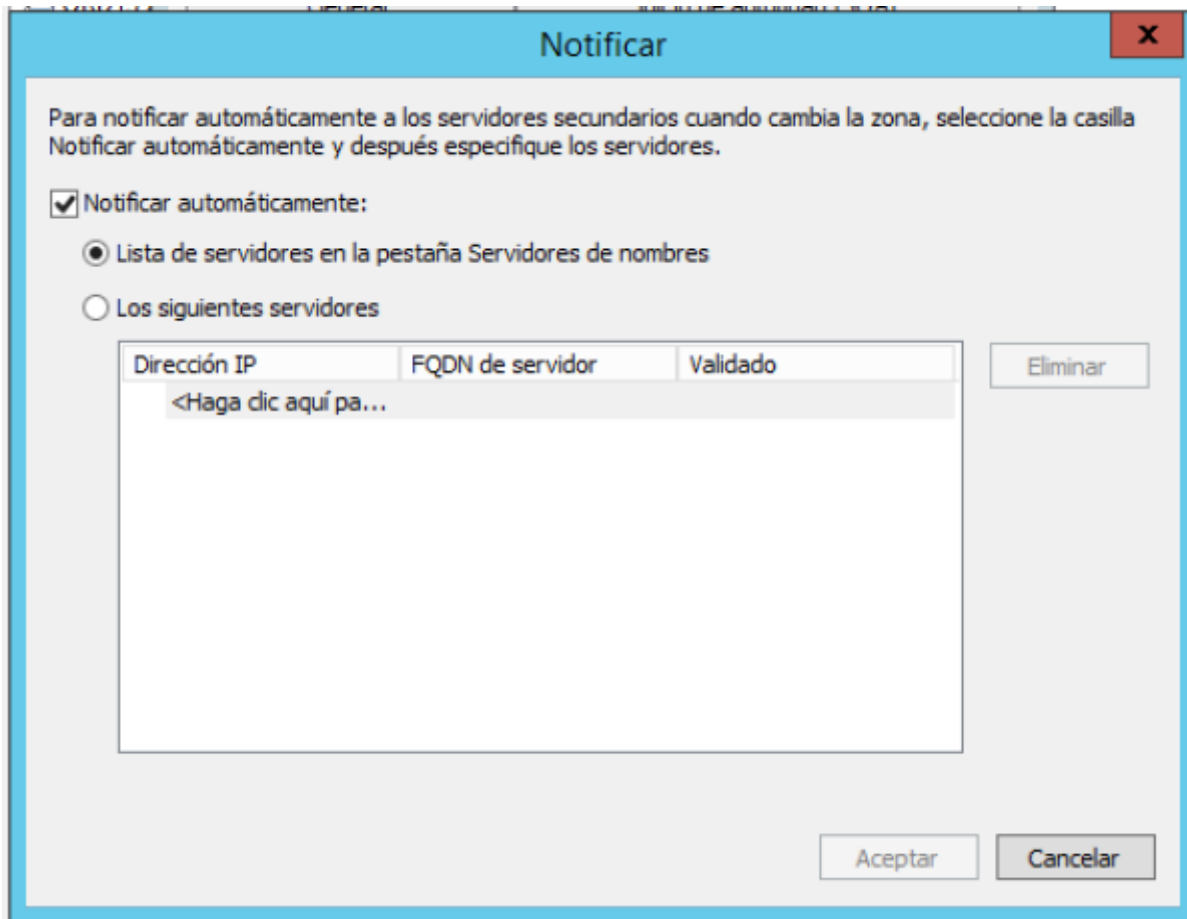 Notificar
Para notificar automáticamente a los servidores secundarios cuando cambia la zona, seleccione la casilla
Notificar automáticamente y después especifique los servidores.
Notificar automáticamente:
Lista de servidores en la pestaña Servidores de nombres
Los siguientes servidores
Dirección IP FQDN de servidor Validado
Eliminar
<Haga clic aquí pa...
Aceptar Cancelar